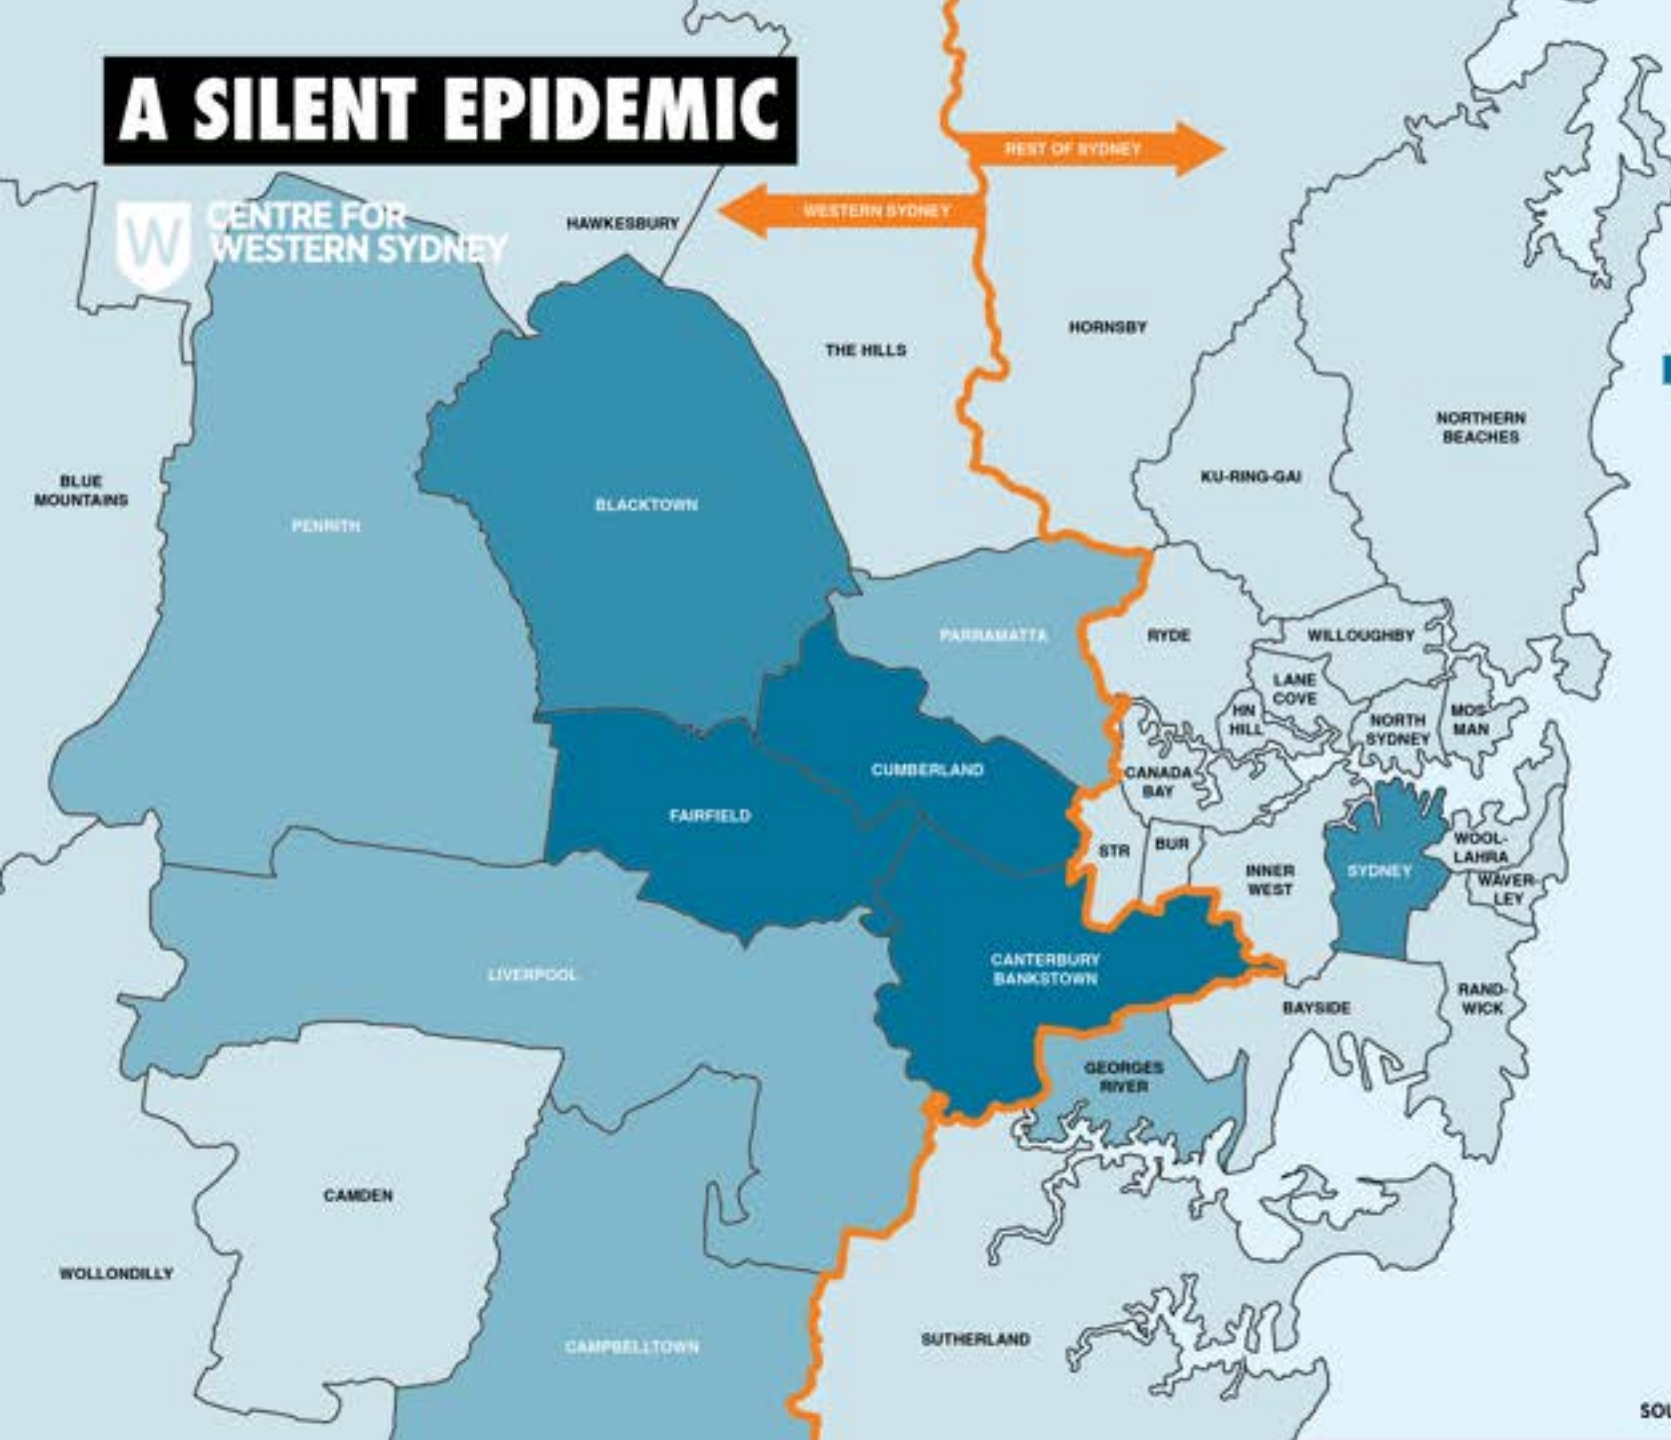 A SILENT EPIDEMIC
REST OF SYDNEY
CENTRE FOR
WESTERN SYDNEY
HAWKESBURY
WESTERN SYDNEY
HORNSBY
THE HILLS
NORTHERN
BEACHES
BLUE
MOUNTAINS
KU-RING-GAI
BLACKTOWN
PENRITH
PARRAMATTA
RYDE
WILLOUGHBY
LANE
COVE
HN
HILL
NORTH
SYDNEY
MOS-
MAN
CUMBERLAND
CANADA
BAY
FAIRFIELD
STR
BUR
INNER
WEST
SYDNEY
WOOL-
LAHRA
WAVER-
LEY
LIVERPOOL
CANTERBURY
BANKSTOWN
RAND-
WICK
BAYSIDE
GEORGES
RIVER
CAMDEN
WOLLONDILLY
SUTHERLAND
CAMPBELLTOWN